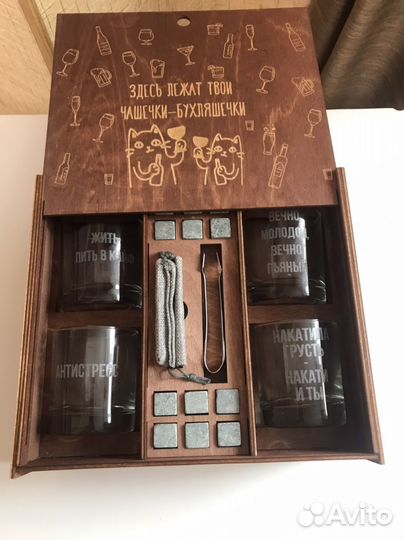 ЗДЕСЬ ЛЕЖАТ ТВОИ
ЧАШЕЧКИ-БУХЛЯШЕЧКИ
ЖИТЬ
ПИТЬ В КАЙФ
ВЕЧНО
МОЛОДОЙ,
ВЕЧНО
ПЬЯНЫЙ
АНТИСТРЕСС
НАКАТИЛА
ГРУСТЬ
-
НАКАТИ
И ТЫ
Avito